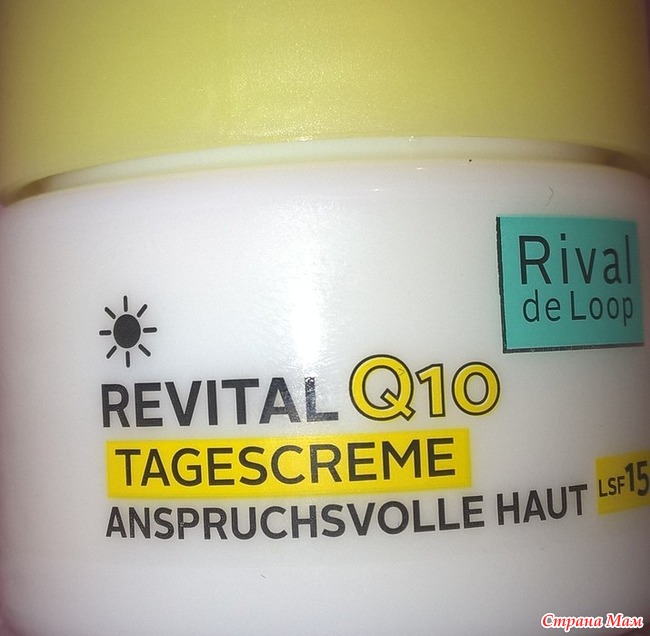 Rival
de Loop
REVITAL Q10
TAGESCREME
ANSPRUCHSVOLLE HAUT LSF 15
Страна Мам